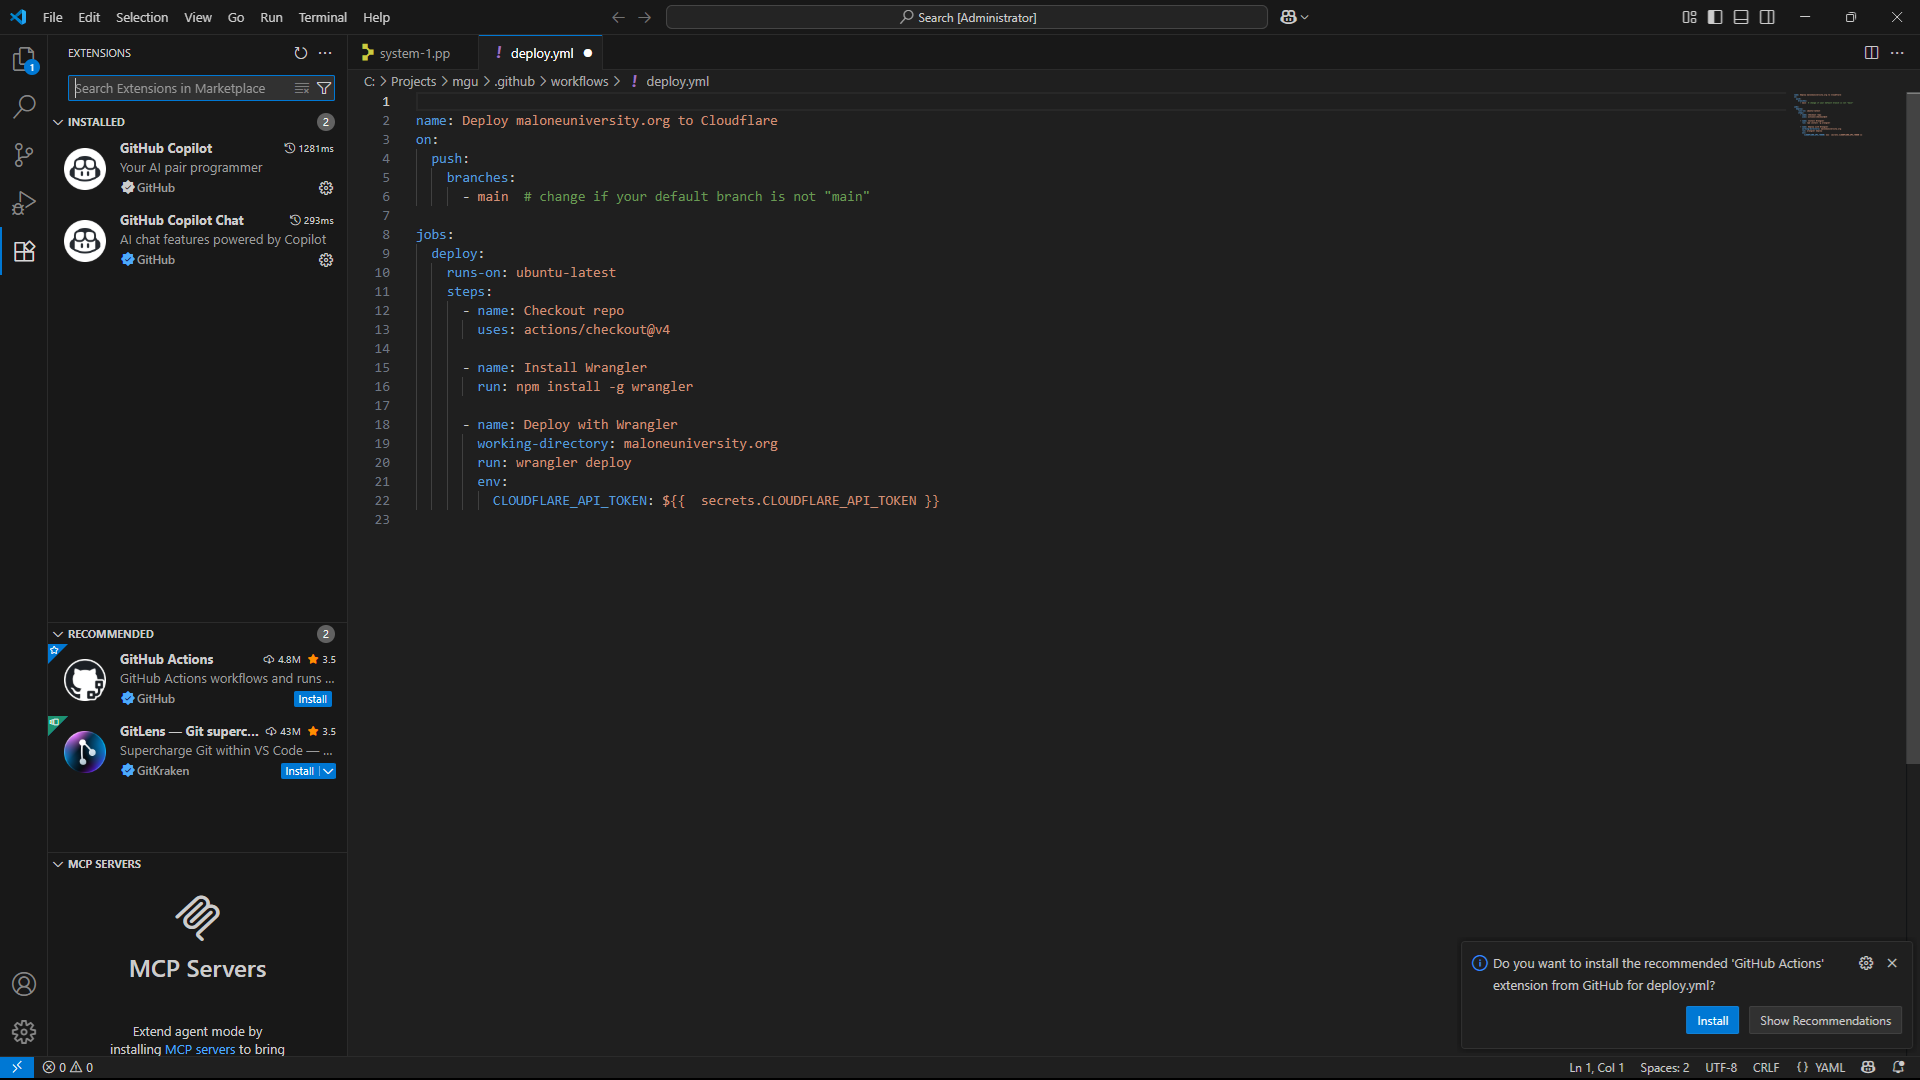 File Edit Selection View Go Run Terminal Help
Search [Administrator]
EXTENSIONS
Search Extensions in Marketplace
INSTALLED 2
GitHub Copilot 1281ms
Your AI pair programmer
GitHub
GitHub Copilot Chat 293ms
AI chat features powered by Copilot
GitHub
RECOMMENDED 2
GitHub Actions 4.8M 3.5
GitHub Actions workflows and runs ...
GitHub Install
GitLens — Git superc... 43M 3.5
Supercharge Git within VS Code — ...
GitKraken Install
MCP SERVERS
MCP Servers
Extend agent mode by
installing MCP servers to bring
1
system-1.pp
! deploy.yml
C: > Projects > mgu > .github > workflows > ! deploy.yml
1
2 name: Deploy maloneuniversity.org to Cloudflare
3 on:
4 push:
5 branches:
6 - main # change if your default branch is not "main"
7
8 jobs:
9 deploy:
10 runs-on: ubuntu-latest
11 steps:
12 - name: Checkout repo
13 uses: actions/checkout@v4
14
15 - name: Install Wrangler
16 run: npm install -g wrangler
17
18 - name: Deploy with Wrangler
19 working-directory: maloneuniversity.org
20 run: wrangler deploy
21 env:
22 CLOUDFLARE_API_TOKEN: ${{  secrets.CLOUDFLARE_API_TOKEN }}
23
Do you want to install the recommended 'GitHub Actions'
extension from GitHub for deploy.yml?
Install Show Recommendations
0 0
Ln 1, Col 1 Spaces: 2 UTF-8 CRLF {} YAML